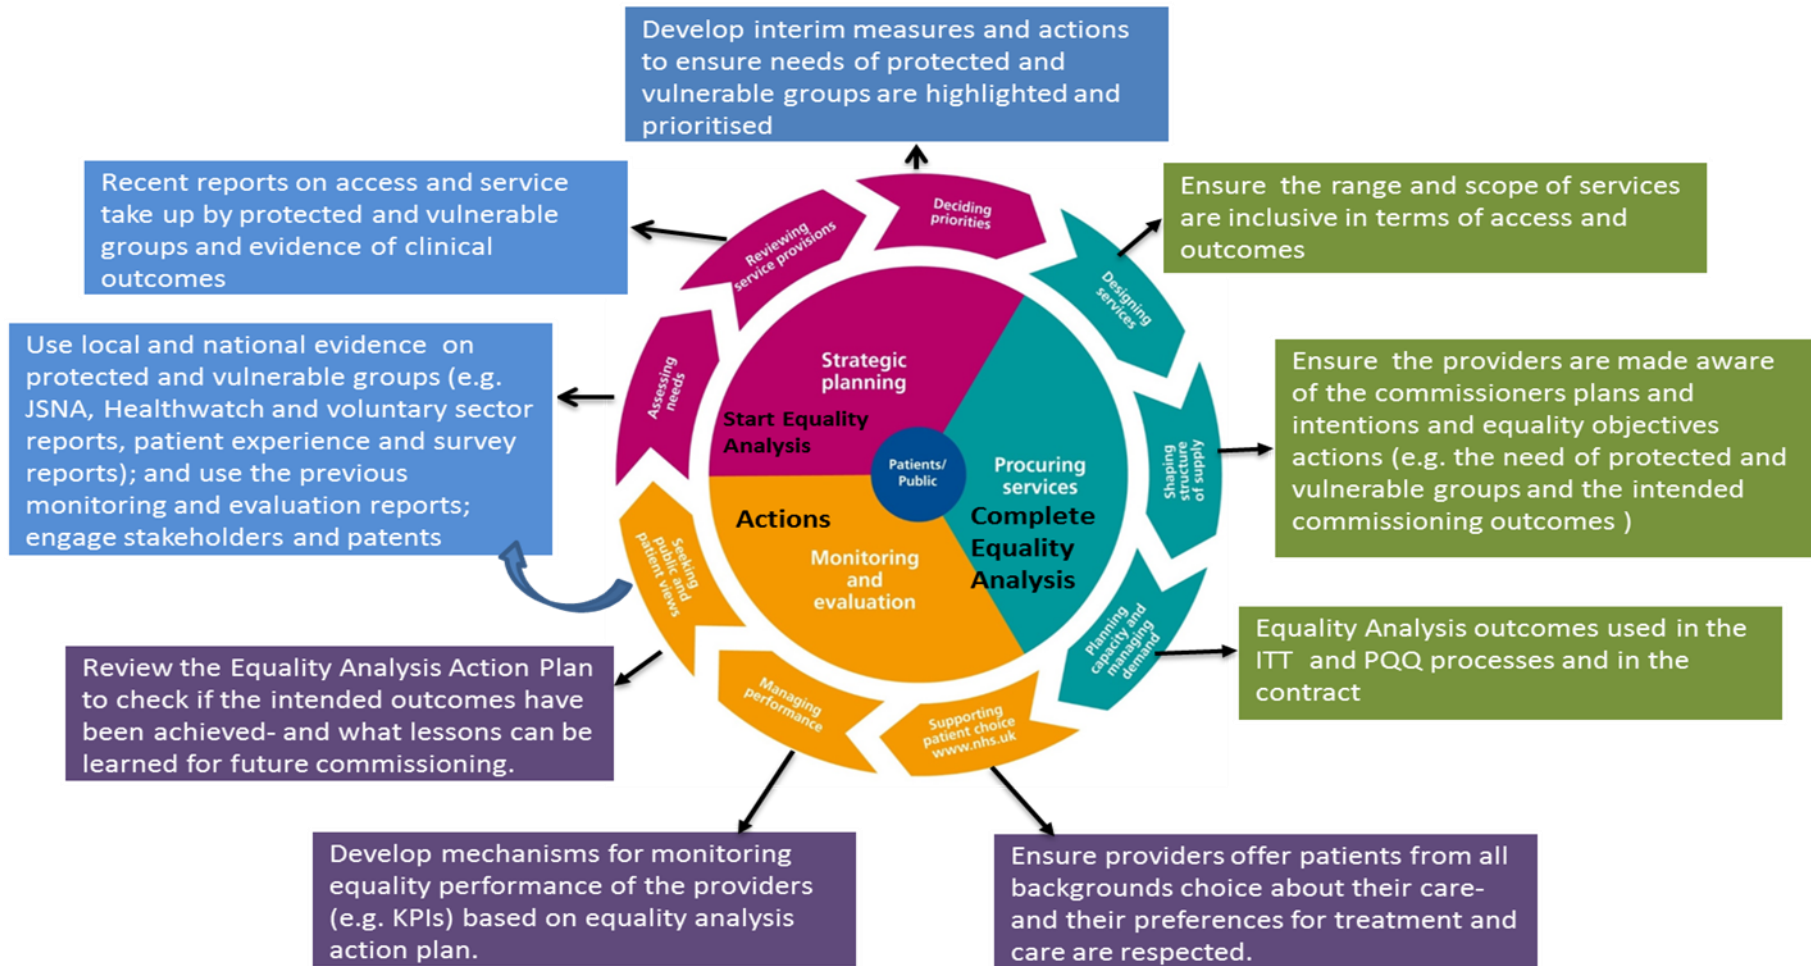 Develop interim measures and actions
to ensure needs of protected and
vulnerable groups are highlighted and
prioritised
Recent reports on access and service
take up by protected and vulnerable
groups and evidence of clinical
outcomes
Ensure the range and scope of services
are inclusive in terms of access and
outcomes
Reviewing
service provisions
Deciding
priorities
Designing
services
Use local and national evidence on
protected and vulnerable groups (e.g.
JSNA, Healthwatch and voluntary sector
reports, patient experience and survey
reports); and use the previous
monitoring and evaluation reports;
engage stakeholders and patents
Assessing
needs
Strategic
planning
Start Equality
Analysis
Patients/
Public
Procuring
services
Complete
Equality
Analysis
Actions
Monitoring
and
evaluation
Shaping
structure
of supply
Ensure the providers are made aware
of the commissioners plans and
intentions and equality objectives
actions (e.g. the need of protected and
vulnerable groups and the intended
commissioning outcomes )
Seeking
public and
patient views
Planning
capacity and
managing
demand
Equality Analysis outcomes used in the
ITT and PQQ processes and in the
contract
Review the Equality Analysis Action Plan
to check if the intended outcomes have
been achieved- and what lessons can be
learned for future commissioning.
Managing
performance
Supporting
patient choice
www.nhs.uk
Develop mechanisms for monitoring
equality performance of the providers
(e.g. KPIs) based on equality analysis
action plan.
Ensure providers offer patients from all
backgrounds choice about their care-
and their preferences for treatment and
care are respected.